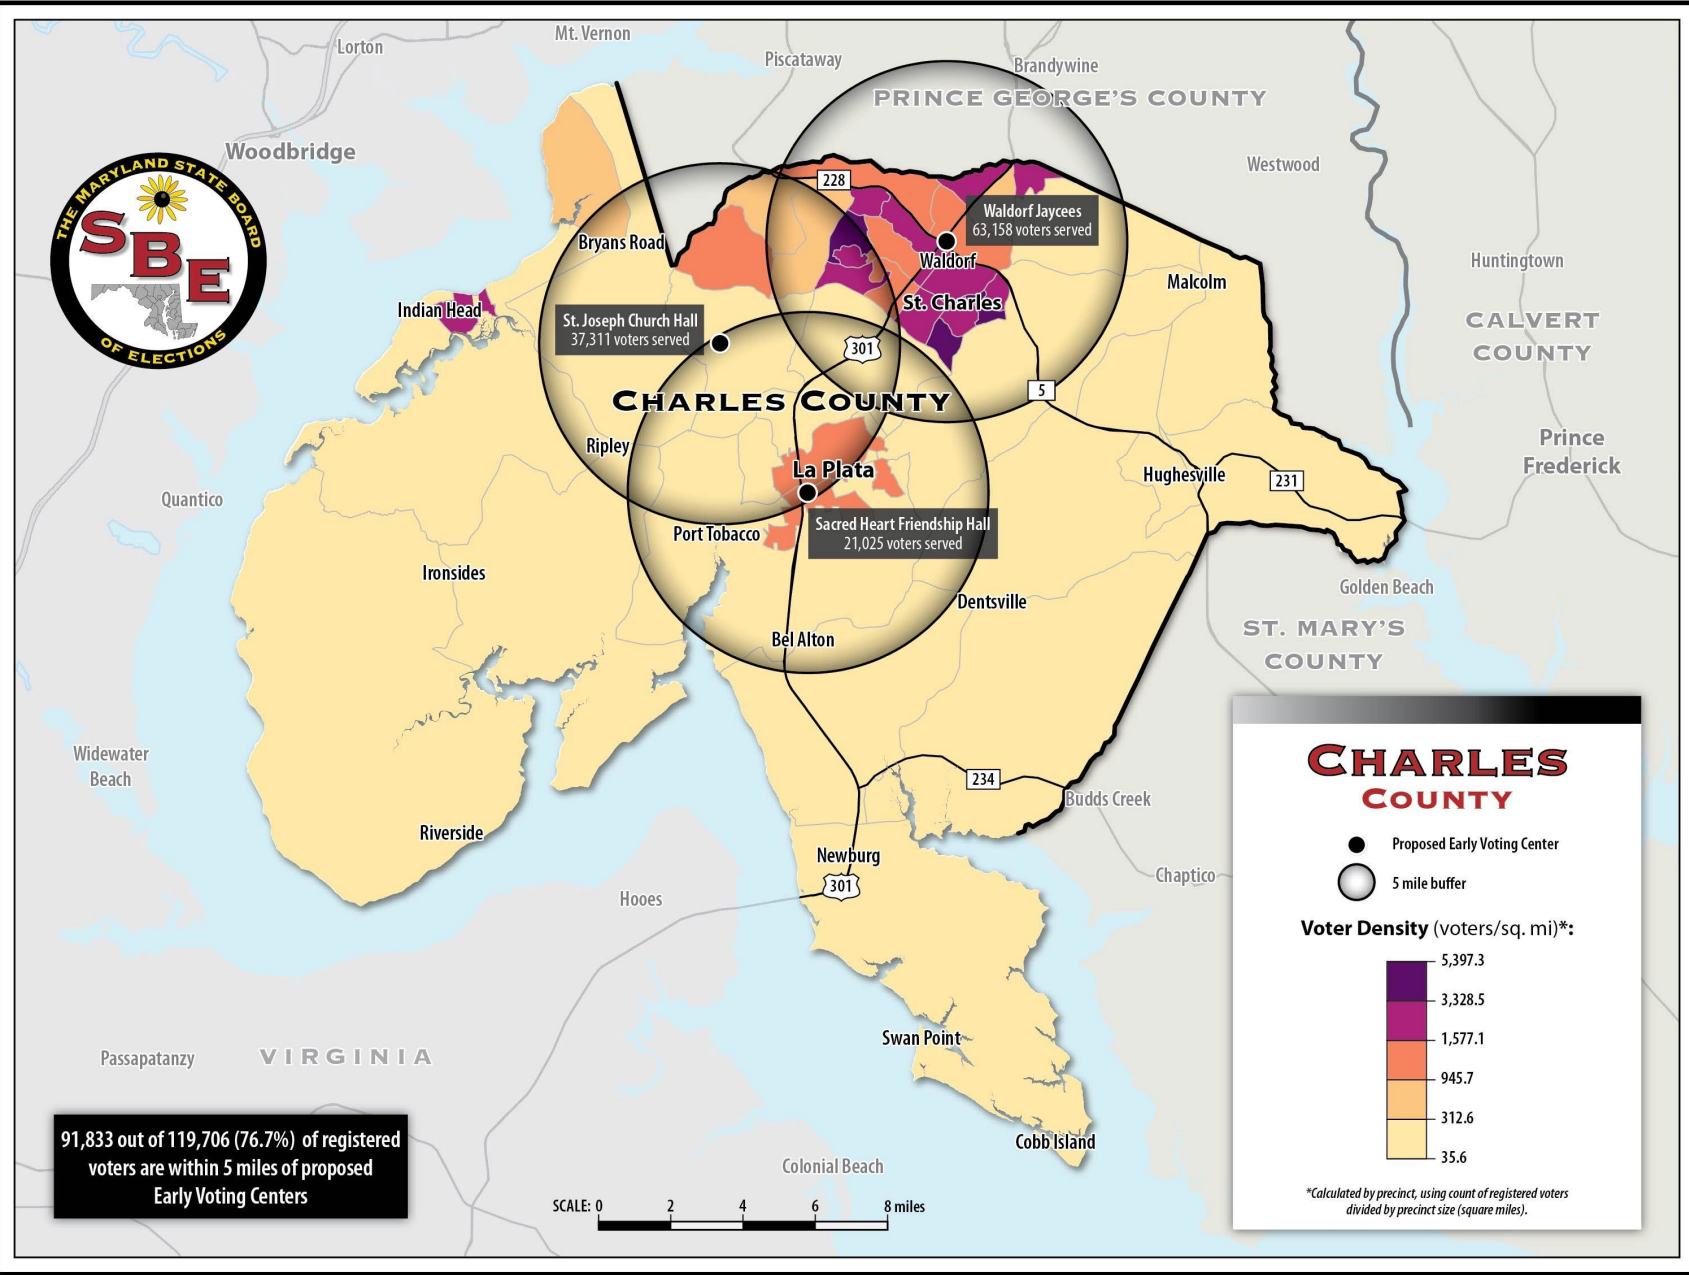 Lorton
Mt. Vernon
Piscataway
Brandywine
PRINCE GEORGE'S COUNTY
Woodbridge
Westwood
THE MARYLAND STATE BOARD
SBE
OF ELECTIONS
228
Waldorf Jaycees
63,158 voters served
Bryans Road
Waldorf
Huntingtown
Malcolm
Indian Head
St. Charles
St. Joseph Church Hall
37,311 voters served
CALVERT
COUNTY
301
5
CHARLES COUNTY
Ripley
Prince
Frederick
La Plata
Hughesville
231
Quantico
Sacred Heart Friendship Hall
21,025 voters served
Port Tobacco
Ironsides
Golden Beach
Dentsville
ST. MARY'S
COUNTY
Bel Alton
Widewater
Beach
234
Budds Creek
Riverside
Newburg
301
Chaptico
Hooes
Swan Point
Passapatanzy
VIRGINIA
Cobb Island
Colonial Beach
91,833 out of 119,706 (76.7%) of registered
voters are within 5 miles of proposed
Early Voting Centers
SCALE: 0 2 4 6 8 miles
CHARLES
COUNTY
Proposed Early Voting Center
5 mile buffer
Voter Density (voters/sq. mi)*:
5,397.3
3,328.5
1,577.1
945.7
312.6
35.6
*Calculated by precinct, using count of registered voters
divided by precinct size (square miles).